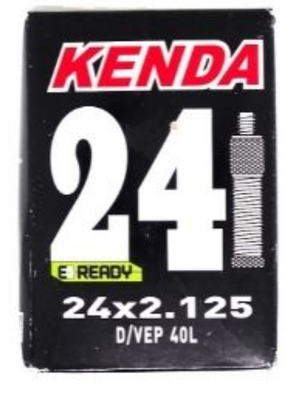 KENDA
24
E READY
24x2.125
D/VEP 40L